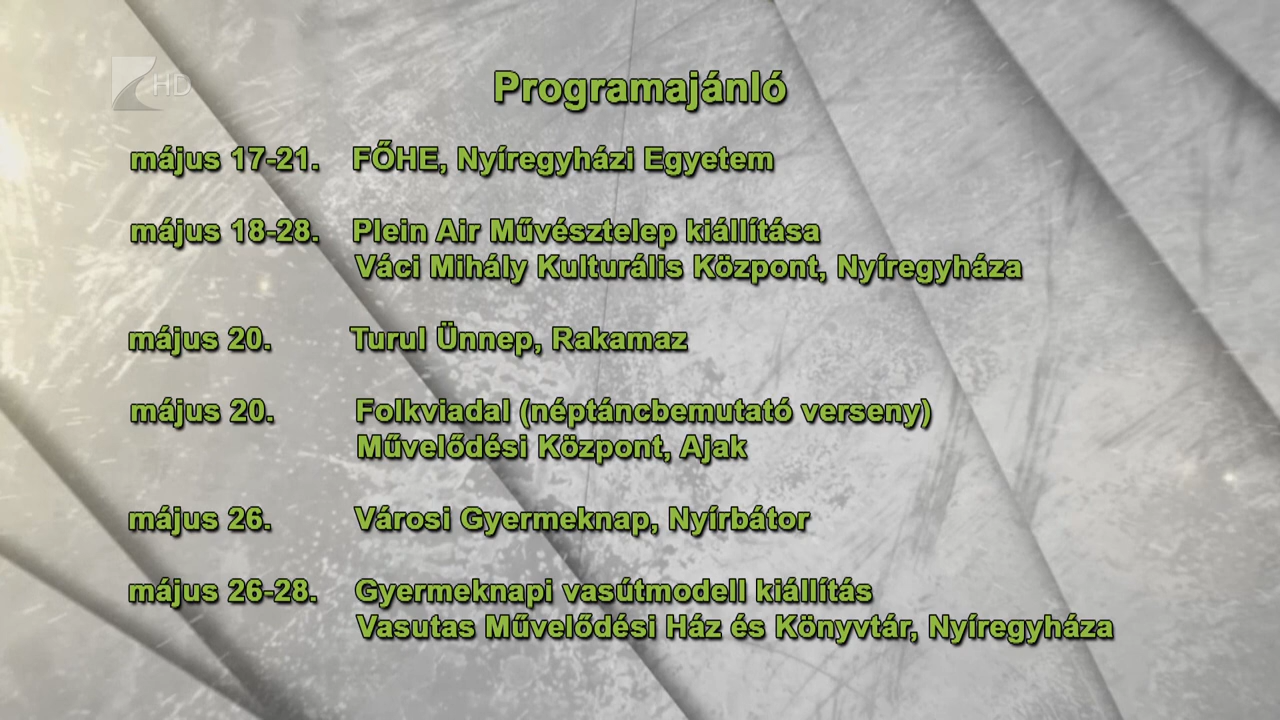 HD
Programajánló
május 17-21. FŐHE, Nyíregyházi Egyetem
május 18-28. Plein Air Művésztelep kiállítása
Váci Mihály Kulturális Központ, Nyíregyháza
május 20. Turul Ünnep, Rakamaz
május 20. Folkviadal (néptáncbemutató verseny)
Művelődési Központ, Ajak
május 26. Városi Gyermeknap, Nyírbátor
május 26-28. Gyermeknapi vasútmodell kiállítás
Vasutas Művelődési Ház és Könyvtár, Nyíregyháza